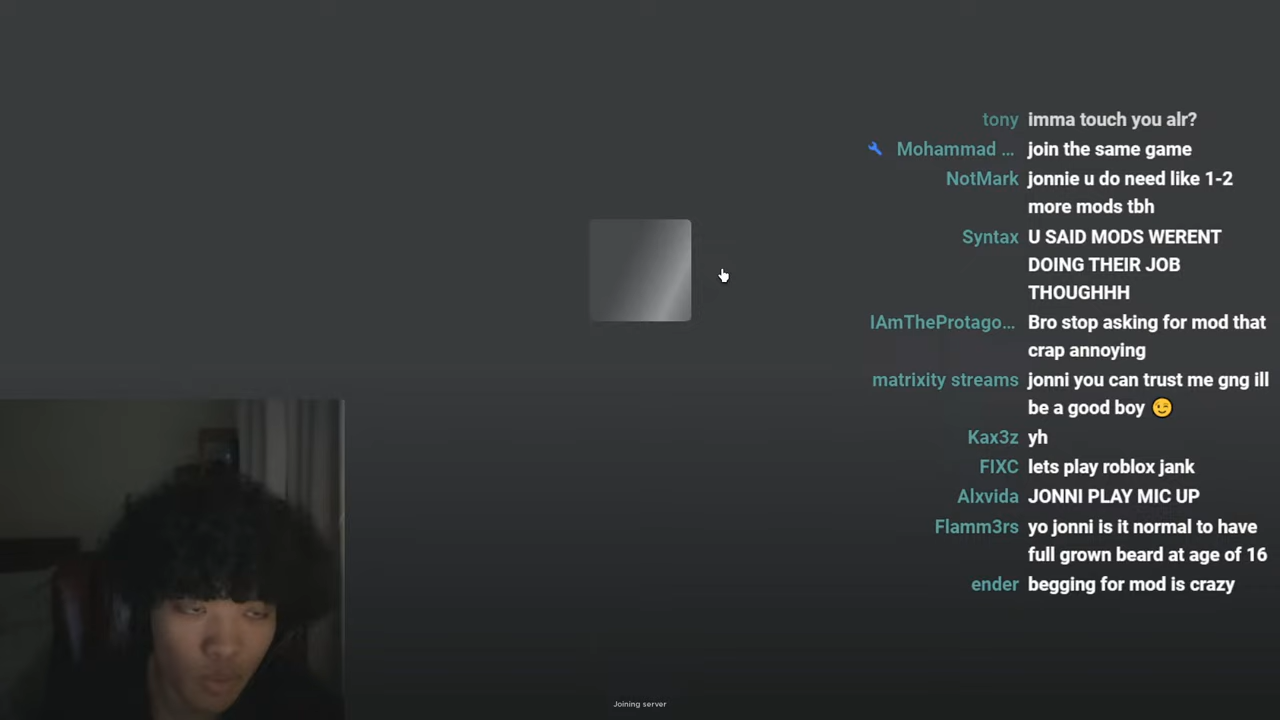 tony imma touch you alr?
Mohammad ... join the same game
NotMark jonnie u do need like 1-2
more mods tbh
Syntax U SAID MODS WERENT
DOING THEIR JOB
THOUGHHH
IAmTheProtago... Bro stop asking for mod that
crap annoying
matrixity streams jonni you can trust me gng ill
be a good boy 😉
Kax3z yh
FIXC lets play roblox jank
Alxvida JONNI PLAY MIC UP
Flamm3rs yo jonni is it normal to have
full grown beard at age of 16
ender begging for mod is crazy
Joining server